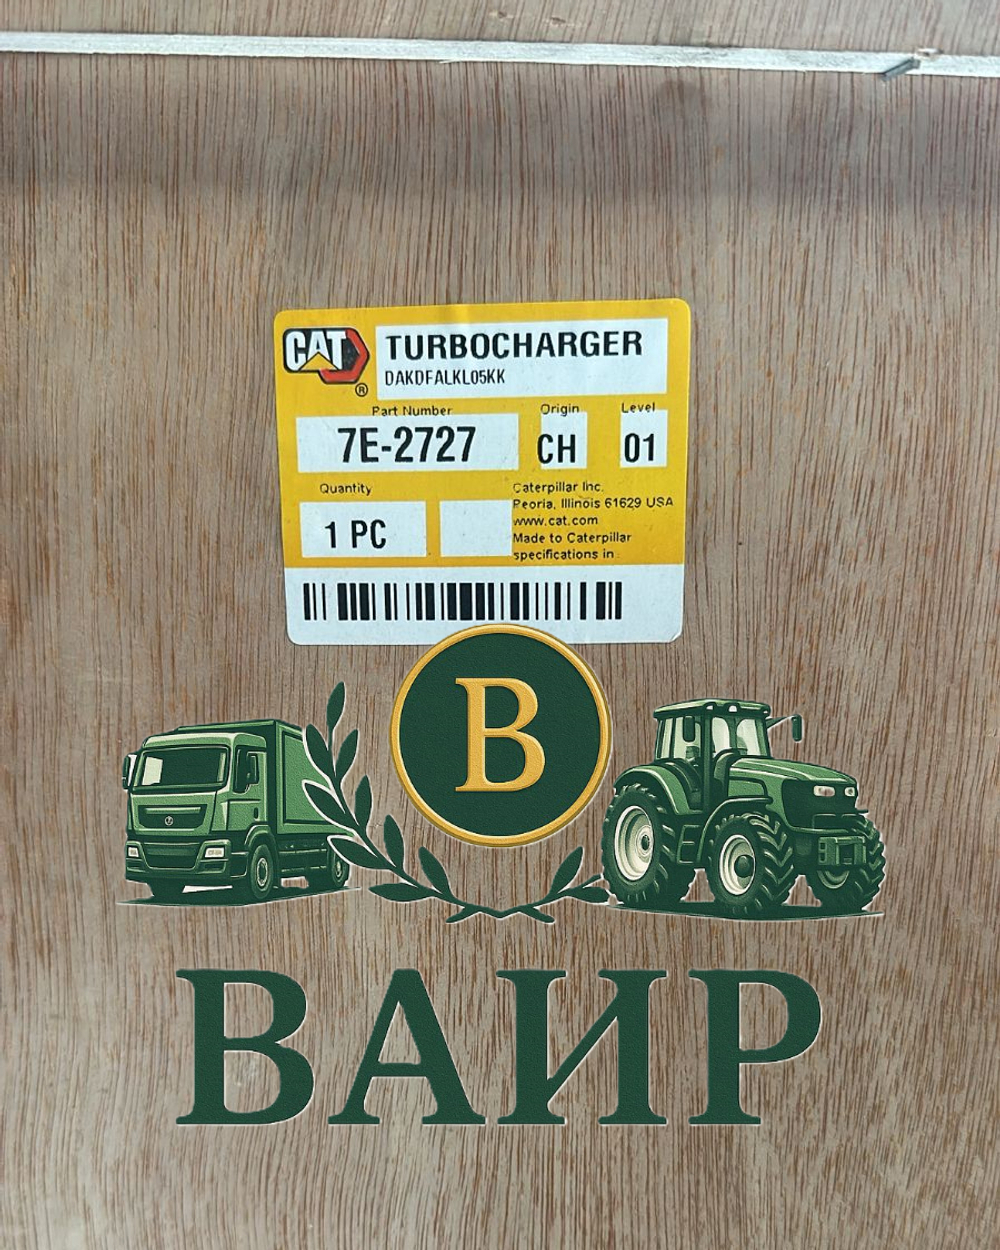 CAT
®
TURBOCHARGER
DAKDFALKL05KK
Part Number
Origin
Level
7E-2727
CH
01
Quantity
1 PC
Caterpillar Inc.
Peoria, Illinois 61629 USA
www.cat.com
Made to Caterpillar
specifications in
В
ВАИР